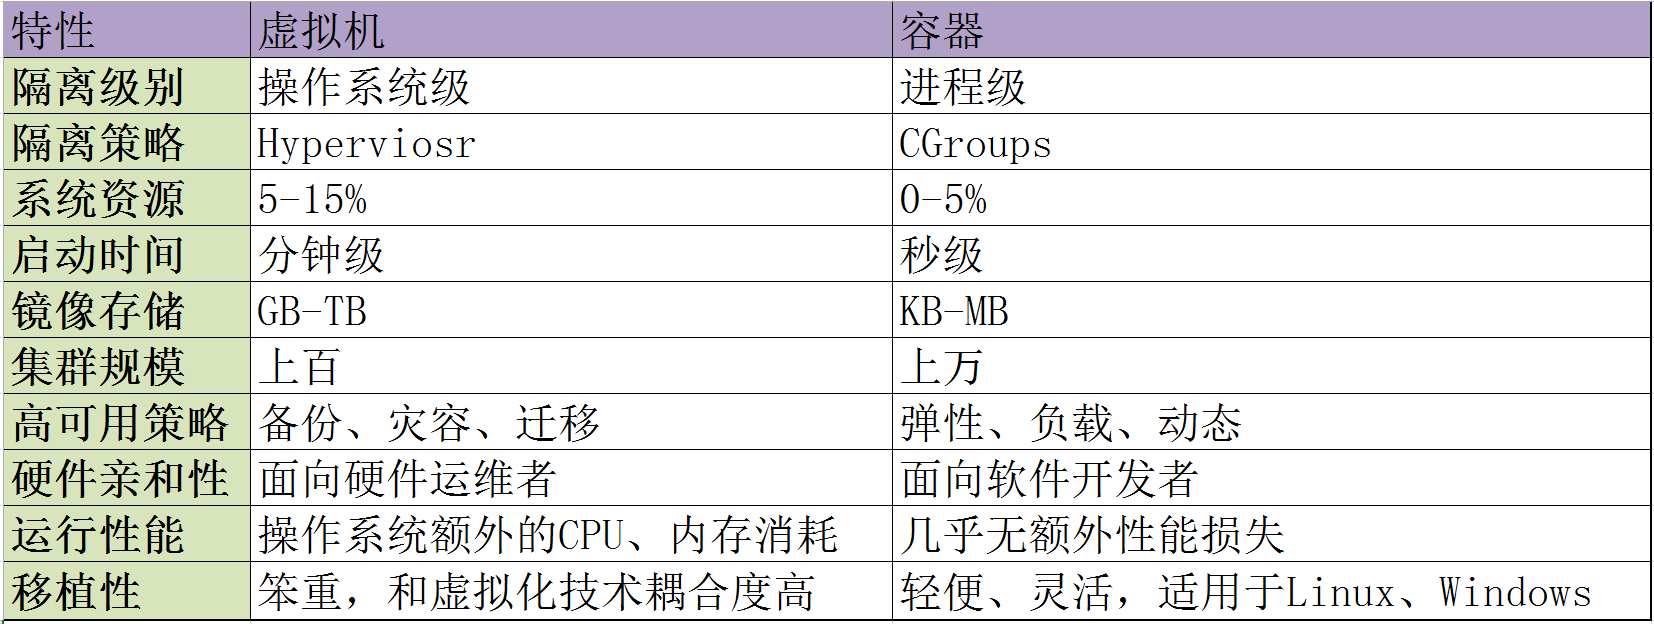 特性 虚拟机 容器
隔离级别 操作系统级 进程级
隔离策略 Hyperviosr CGroups
系统资源 5-15% 0-5%
启动时间 分钟级 秒级
镜像存储 GB-TB KB-MB
集群规模 上百 上万
高可用策略 备份、灾容、迁移 弹性、负载、动态
硬件亲和性 面向硬件运维者 面向软件开发者
运行性能 操作系统额外的CPU、内存消耗 几乎无额外性能损失
移植性 笨重，和虚拟化技术耦合度高 轻便、灵活，适用于Linux、Windows